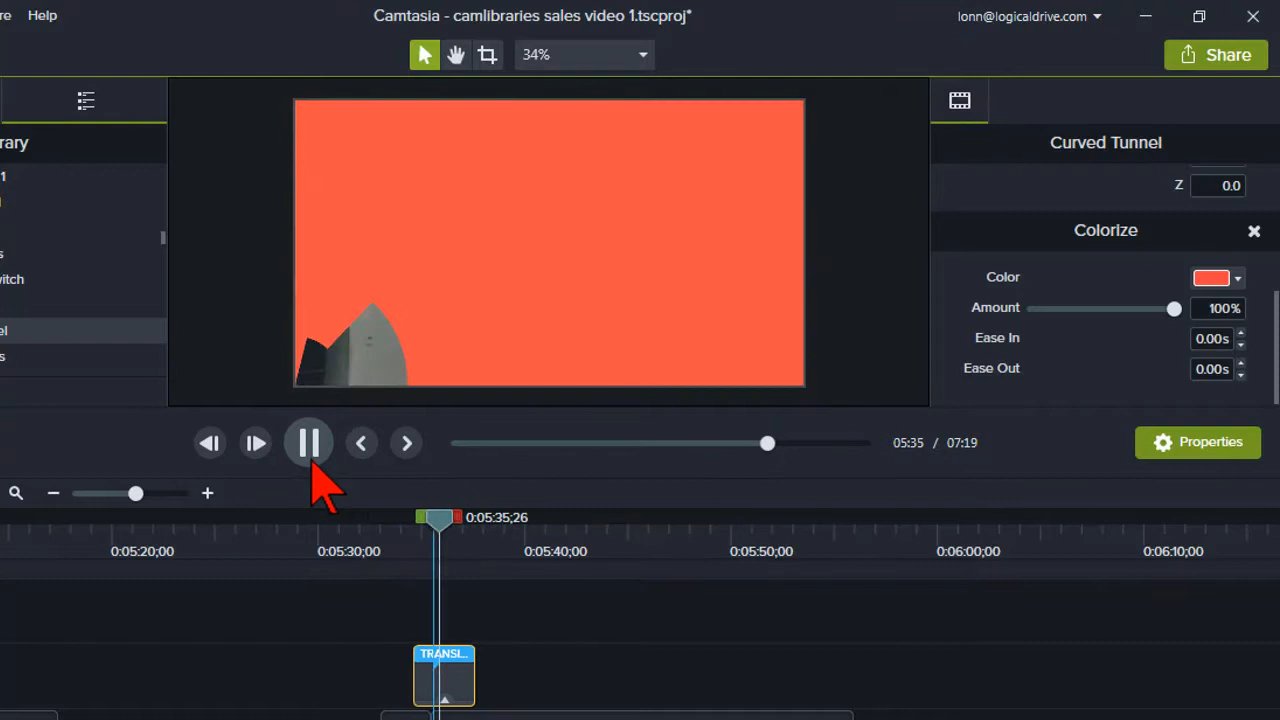 re Help
Camtasia - camlibraries sales video 1.tscproj*
lonn@logicaldrive.com
34%
Share
rary
Curved Tunnel
1
Z 0.0
s
Colorize
witch
Color
Amount 100%
el
Ease In 0.00s
s
Ease Out 0.00s
05:35 / 07:19
Properties
0:05:35;26
0:05:20;00 0:05:30;00 0:05:40;00 0:05:50;00 0:06:00;00 0:06:10;00
TRANSI...